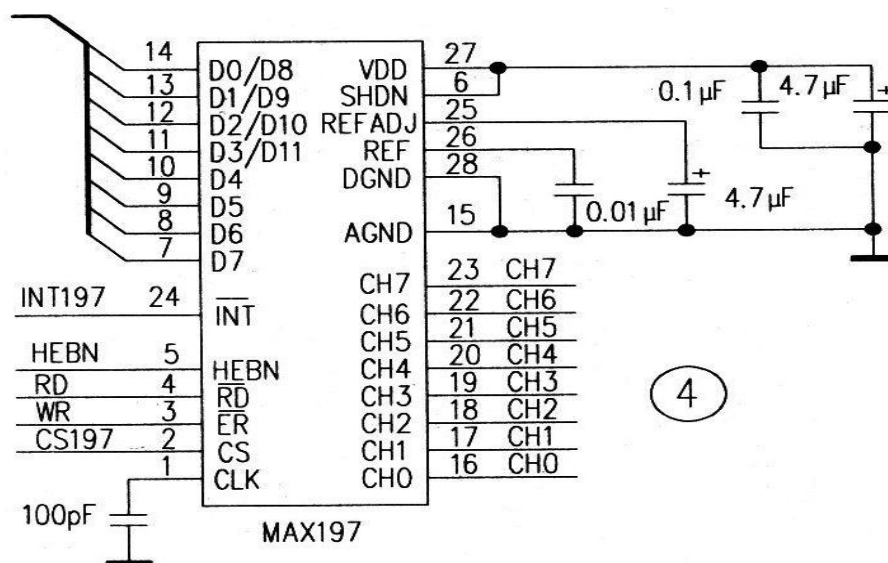 14 D0/D8 VDD 27
13 D1/D9 SHDN 6
12 D2/D10 REFADJ 25
11 D3/D11 REF 26
10 D4 DGND 28
9 D5
8 D6 AGND 15
7 D7
0.1µF 4.7µF +
0.01µF 4.7µF +
CH7 23 CH7
INT197 24 INT CH6 22 CH6
CH5 21 CH5
HEBN 5 HEBN CH4 20 CH4
RD 4 RD CH3 19 CH3
WR 3 ER CH2 18 CH2
CS197 2 CS CH1 17 CH1
1 CLK CH0 16 CH0
4
100pF
MAX197